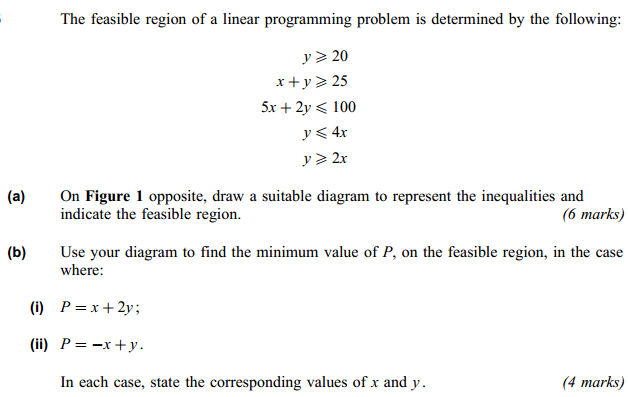 The feasible region of a linear programming problem is determined by the following:
y ⩾ 20
x + y ⩾ 25
5x + 2y ⩽ 100
y ⩽ 4x
y ⩾ 2x
(a) On Figure 1 opposite, draw a suitable diagram to represent the inequalities and
indicate the feasible region. (6 marks)
(b) Use your diagram to find the minimum value of P, on the feasible region, in the case
where:
(i) P = x + 2y;
(ii) P = −x + y.
In each case, state the corresponding values of x and y. (4 marks)